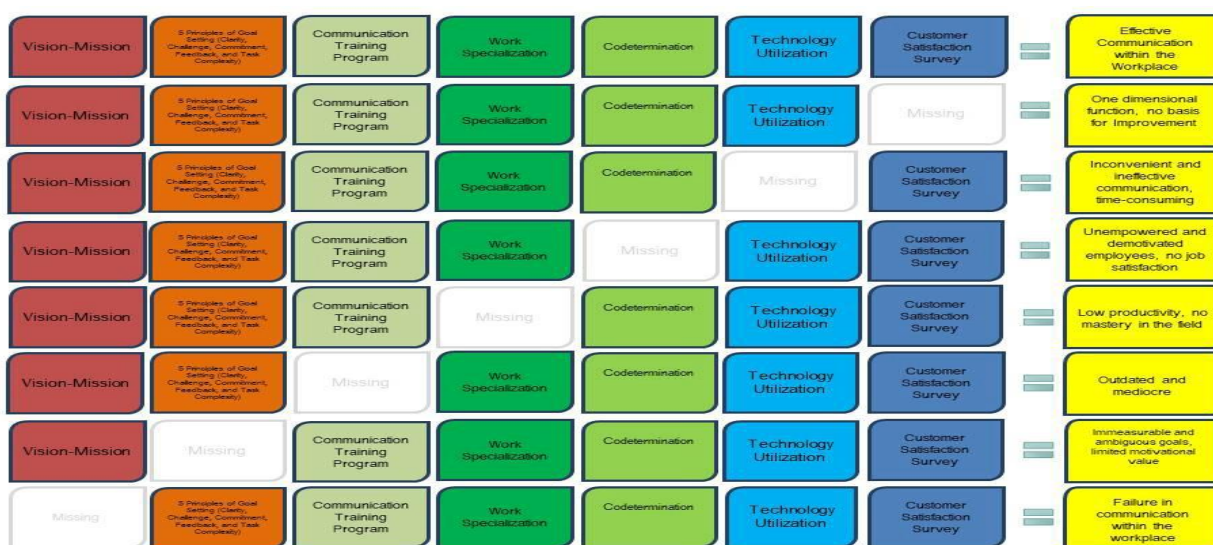 Vision-Mission
5 Principles of Goal
Setting (Clarity,
Challenge, Commitment,
Feedback, and Task
Complexity)
Communication
Training
Program
Work
Specialization
Codetermination
Technology
Utilization
Customer
Satisfaction
Survey
Effective
Communication
within the
Workplace
Vision-Mission
5 Principles of Goal
Setting (Clarity,
Challenge, Commitment,
Feedback, and Task
Complexity)
Communication
Training
Program
Work
Specialization
Codetermination
Technology
Utilization
Missing
One dimensional
function, no basis
for Improvement
Vision-Mission
5 Principles of Goal
Setting (Clarity,
Challenge, Commitment,
Feedback, and Task
Complexity)
Communication
Training
Program
Work
Specialization
Codetermination
Missing
Customer
Satisfaction
Survey
Inconvenient and
ineffective
communication,
time-consuming
Vision-Mission
5 Principles of Goal
Setting (Clarity,
Challenge, Commitment,
Feedback, and Task
Complexity)
Communication
Training
Program
Work
Specialization
Missing
Technology
Utilization
Customer
Satisfaction
Survey
Unempowered and
demotivated
employees, no job
satisfaction
Vision-Mission
5 Principles of Goal
Setting (Clarity,
Challenge, Commitment,
Feedback, and Task
Complexity)
Communication
Training
Program
Missing
Codetermination
Technology
Utilization
Customer
Satisfaction
Survey
Low productivity, no
mastery in the field
Vision-Mission
5 Principles of Goal
Setting (Clarity,
Challenge, Commitment,
Feedback, and Task
Complexity)
Missing
Work
Specialization
Codetermination
Technology
Utilization
Customer
Satisfaction
Survey
Outdated and
mediocre
Vision-Mission
Missing
Communication
Training
Program
Work
Specialization
Codetermination
Technology
Utilization
Customer
Satisfaction
Survey
Immeasurable and
ambiguous goals,
limited motivational
value
Missing
5 Principles of Goal
Setting (Clarity,
Challenge, Commitment,
Feedback, and Task
Complexity)
Communication
Training
Program
Work
Specialization
Codetermination
Technology
Utilization
Customer
Satisfaction
Survey
Failure in
communication
within the
workplace